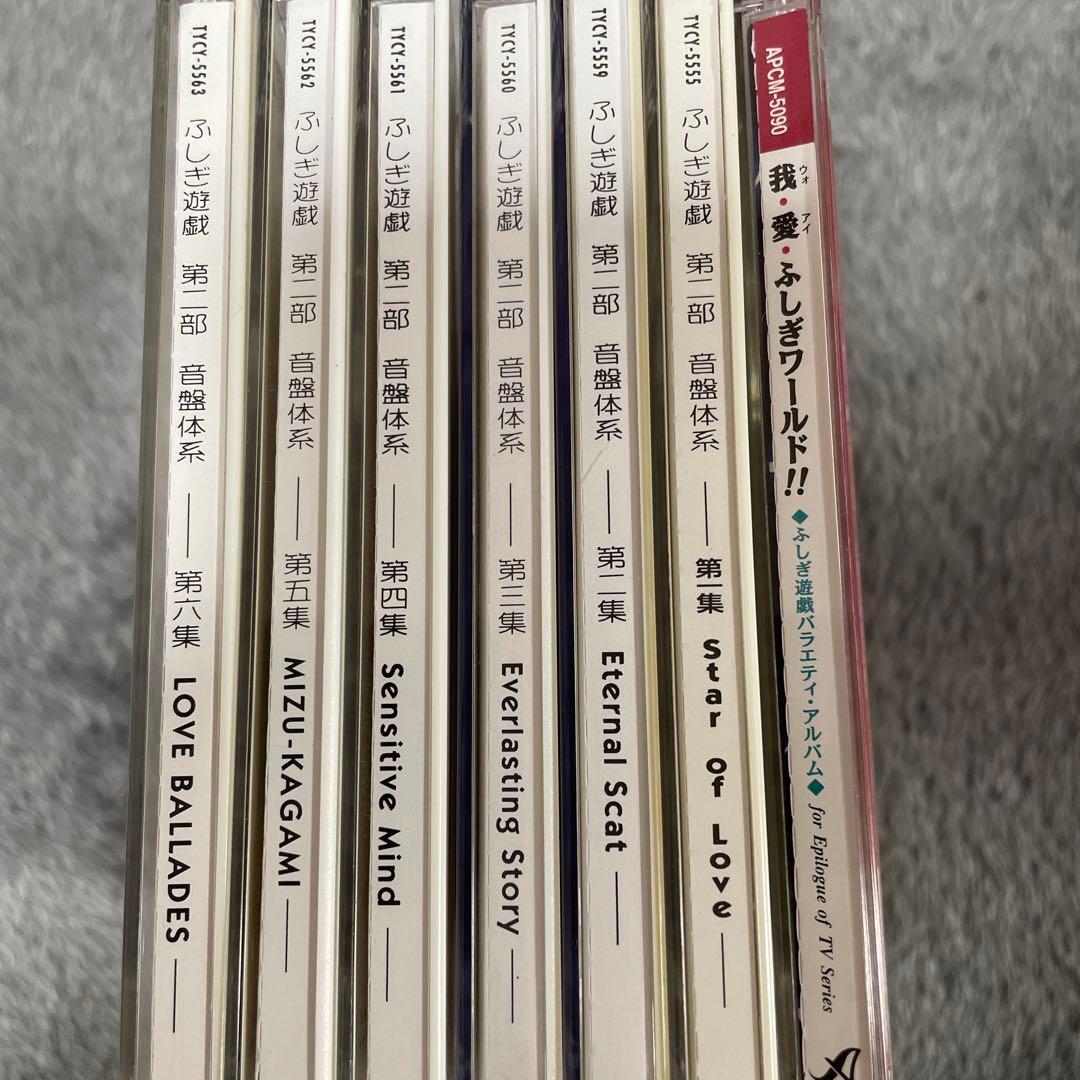 TYCY-5563 ふしぎ遊戯 第二部 音盤体系 — 第六集 LOVE BALLADES —
TYCY-5562 ふしぎ遊戯 第二部 音盤体系 — 第五集 MIZU-KAGAMI —
TYCY-5561 ふしぎ遊戯 第二部 音盤体系 — 第四集 Sensitive Mind —
TYCY-5560 ふしぎ遊戯 第二部 音盤体系 — 第三集 Everlasting Story —
TYCY-5559 ふしぎ遊戯 第二部 音盤体系 — 第二集 Eternal Scat —
TYCY-5555 ふしぎ遊戯 第二部 音盤体系 — 第一集 Star of Love —
APCM-5090
我・愛・ふしぎワールド!!
ウォ アイ
◆ふしぎ遊戯バラエティ・アルバム◆ for Epilogue of TV Series